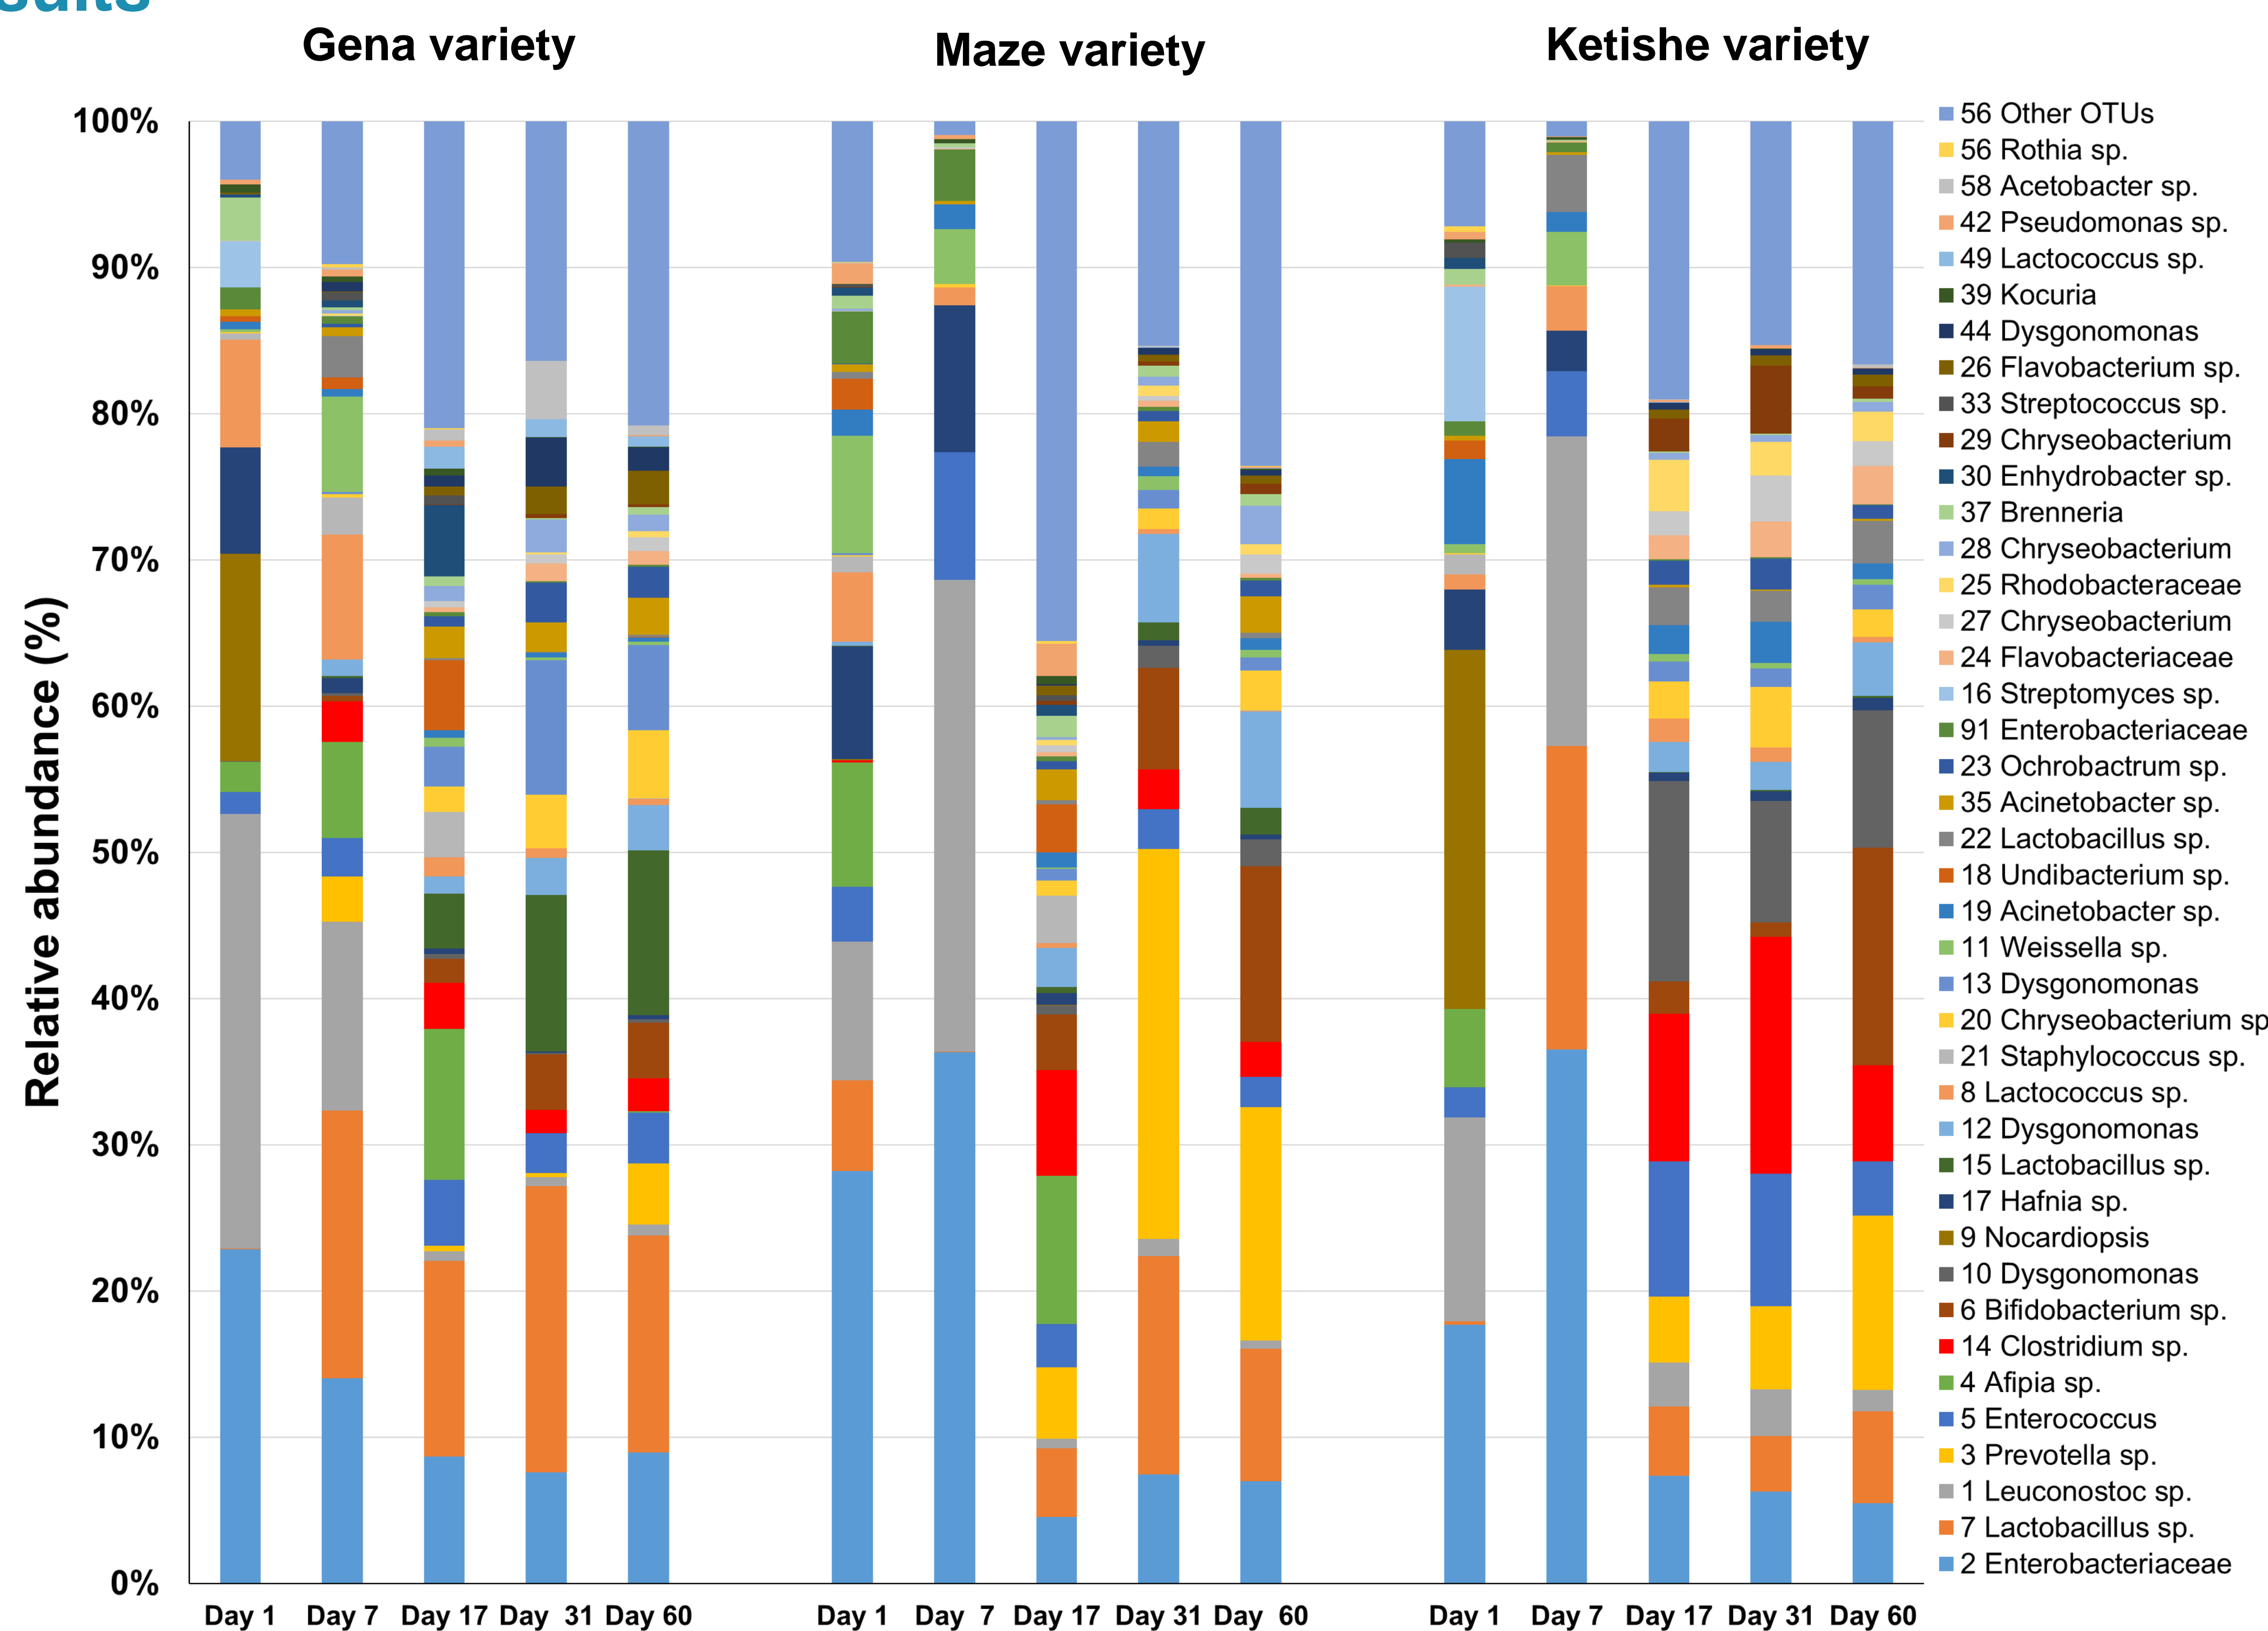 Gena variety
Maze variety
Ketishe variety
Relative abundance (%)
100%
90%
80%
70%
60%
50%
40%
30%
20%
10%
0%
Day 1 Day 7 Day 17 Day 31 Day 60
Day 1 Day 7 Day 17 Day 31 Day 60
Day 1 Day 7 Day 17 Day 31 Day 60
56 Other OTUs
56 Rothia sp.
58 Acetobacter sp.
42 Pseudomonas sp.
49 Lactococcus sp.
39 Kocuria
44 Dysgonomonas
26 Flavobacterium sp.
33 Streptococcus sp.
29 Chryseobacterium
30 Enhydrobacter sp.
37 Brenneria
28 Chryseobacterium
25 Rhodobacteraceae
27 Chryseobacterium
24 Flavobacteriaceae
16 Streptomyces sp.
91 Enterobacteriaceae
23 Ochrobactrum sp.
35 Acinetobacter sp.
22 Lactobacillus sp.
18 Undibacterium sp.
19 Acinetobacter sp.
11 Weissella sp.
13 Dysgonomonas
20 Chryseobacterium sp
21 Staphylococcus sp.
8 Lactococcus sp.
12 Dysgonomonas
15 Lactobacillus sp.
17 Hafnia sp.
9 Nocardiopsis
10 Dysgonomonas
6 Bifidobacterium sp.
14 Clostridium sp.
4 Afipia sp.
5 Enterococcus
3 Prevotella sp.
1 Leuconostoc sp.
7 Lactobacillus sp.
2 Enterobacteriaceae